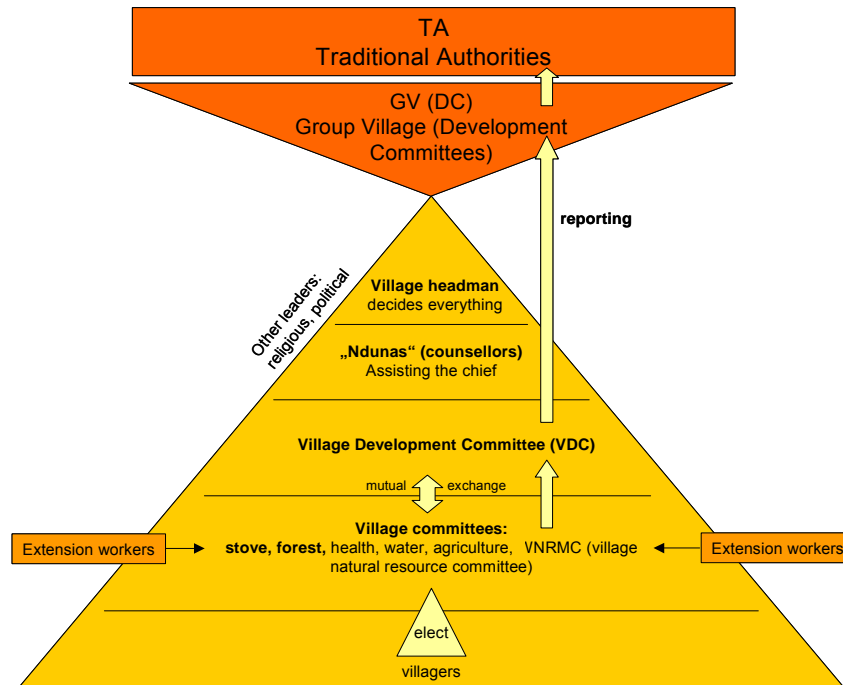 TA
Traditional Authorities
GV (DC)
Group Village (Development
Committees)
reporting
Other leaders:
religious, political
Village headman
decides everything
„Ndunas“ (counsellors)
Assisting the chief
Village Development Committee (VDC)
mutual exchange
Village committees:
stove, forest, health, water, agriculture, VNRMC (village
natural resource committee)
Extension workers
Extension workers
elect
villagers